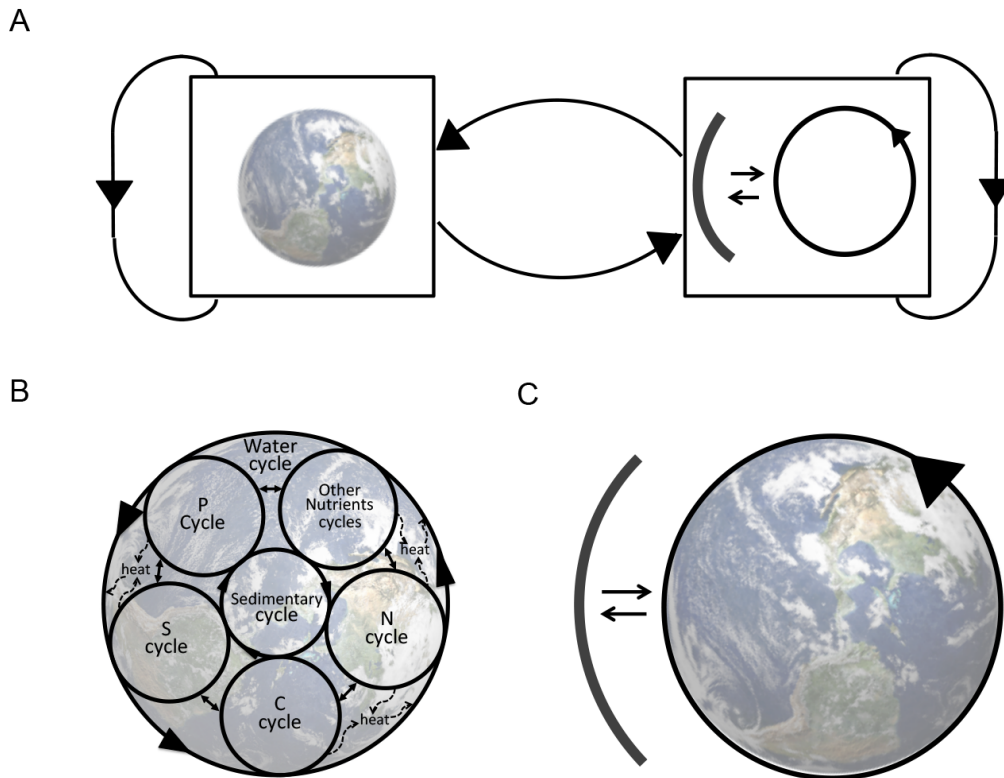 A
B
C
Water
cycle
P
Cycle
Other
Nutrients
cycles
heat
heat
Sedimentary
cycle
S
cycle
N
cycle
C
cycle
heat